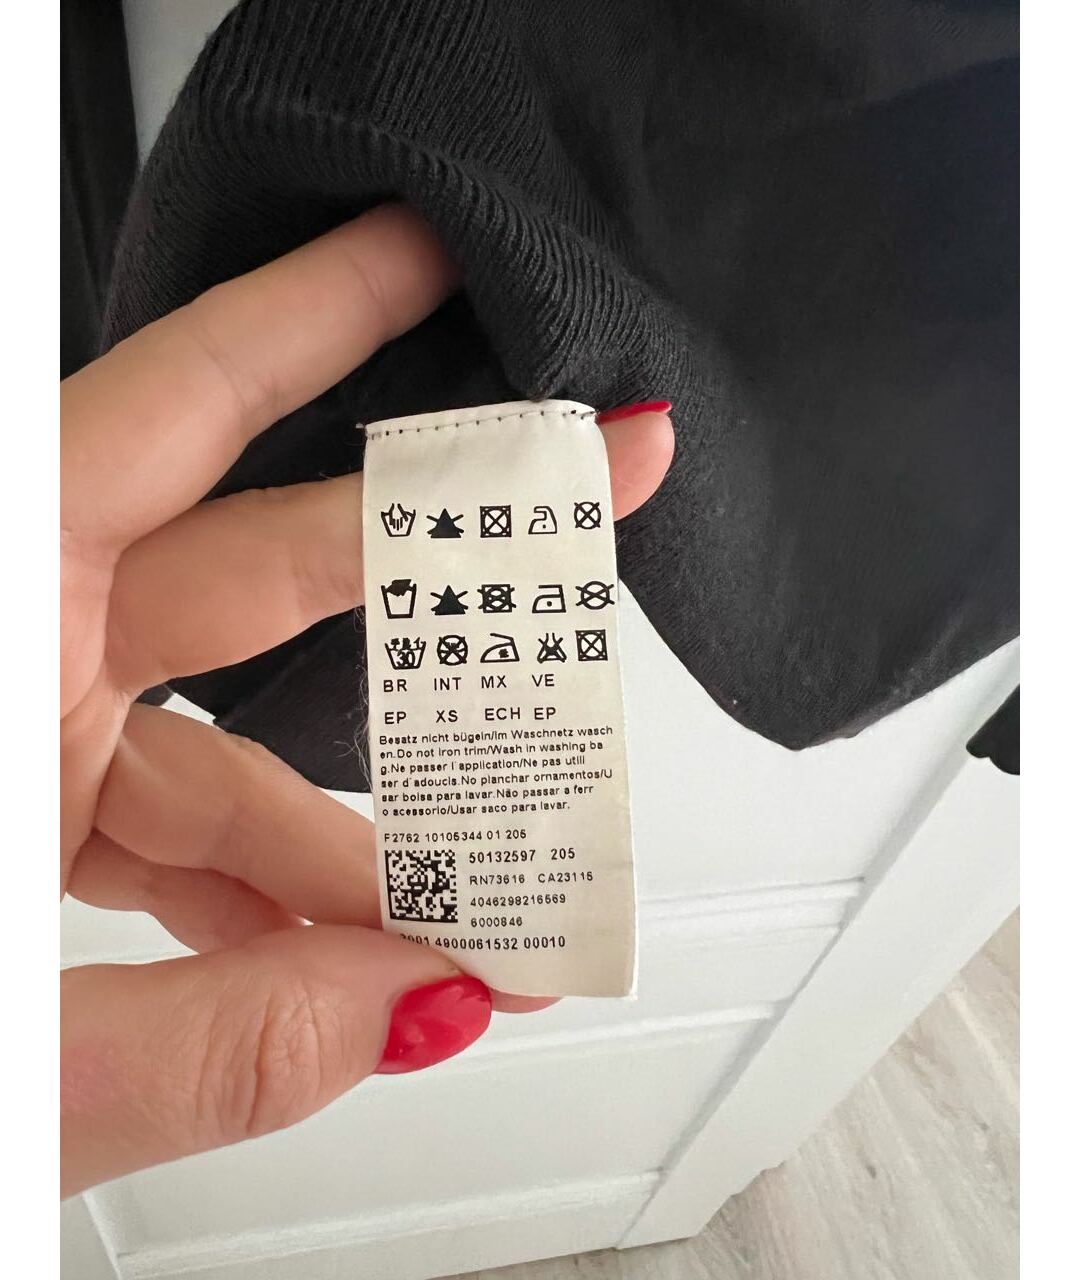 30
BR INT MX VE
EP XS ECH EP
Besatz nicht bügeln/Im Waschnetz wasch
en.Do not iron trim/Wash in washing ba
g.Ne passer l'application/Ne pas utili
ser d'adoucis.No planchar ornamentos/U
sar bolsa para lavar.Não passar a ferr
o acessorio/Usar saco para lavar.
F2762 10105344 01 205
50132597 205
RN73616 CA23115
4046298216569
6000846
4900061532 00010